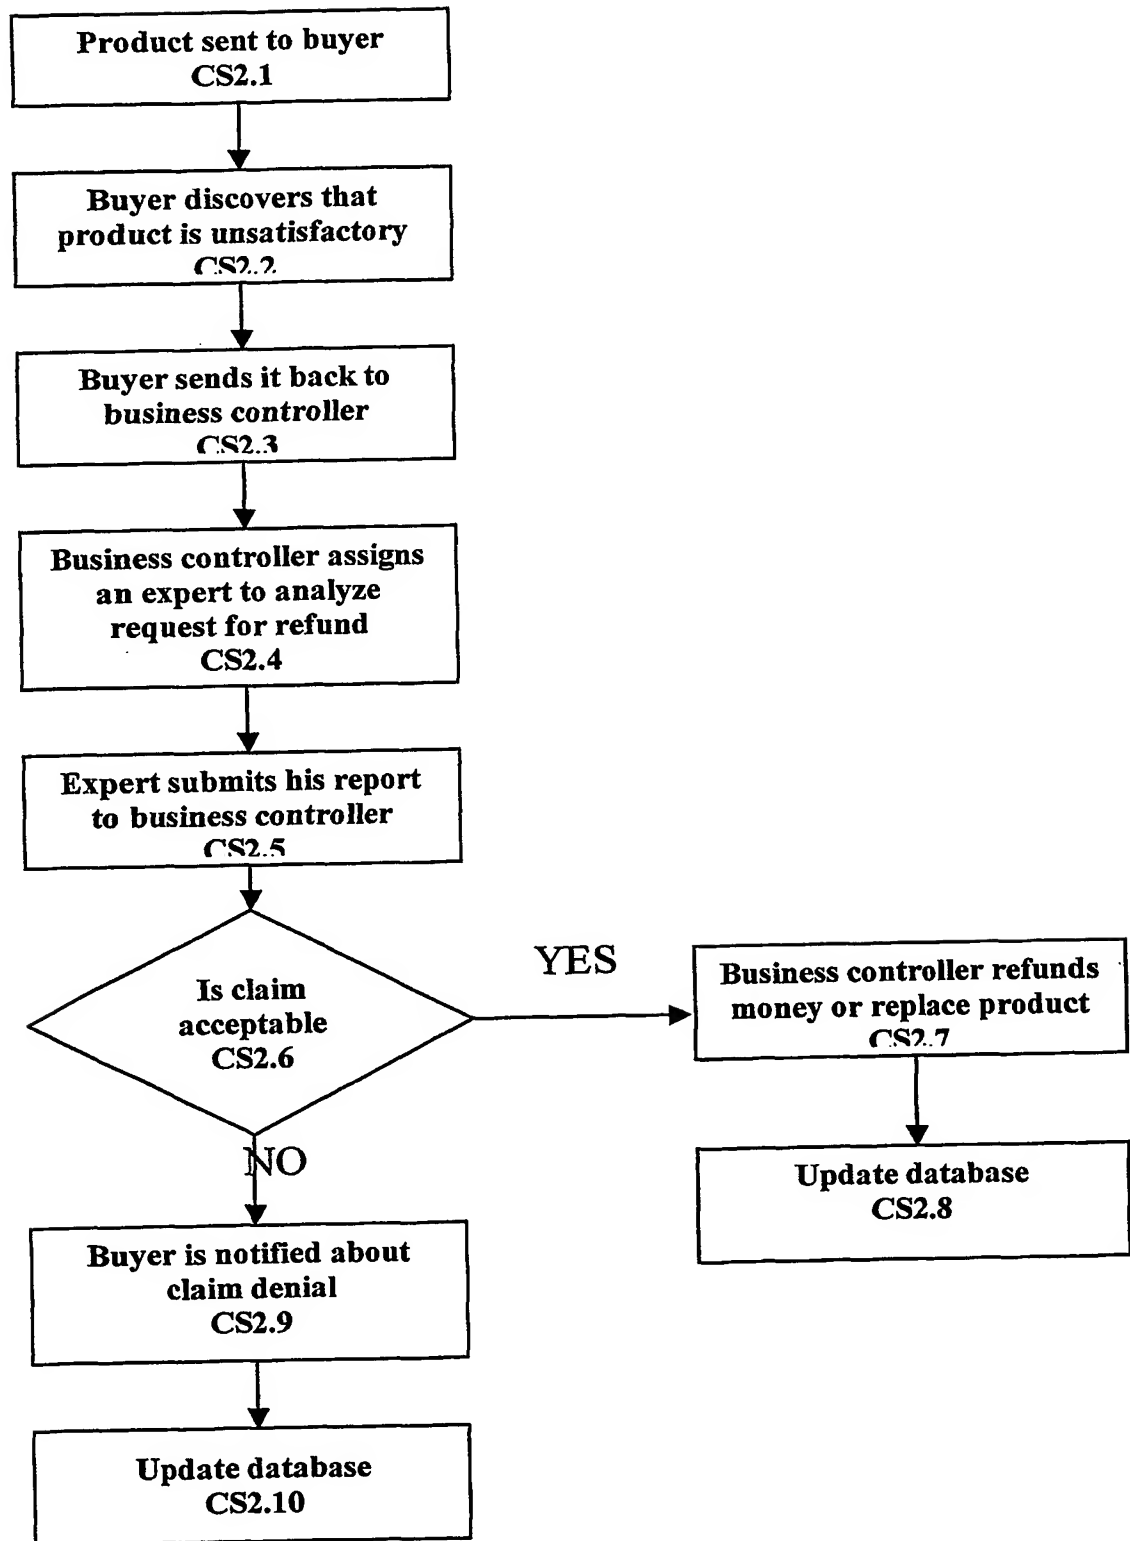 Product sent to buyer
CS2.1
Buyer discovers that
product is unsatisfactory
CS2.2
Buyer sends it back to
business controller
CS2.3
Business controller assigns
an expert to analyze
request for refund
CS2.4
Expert submits his report
to business controller
CS2.5
Is claim
acceptable
CS2.6
YES
Business controller refunds
money or replace product
CS2.7
Update database
CS2.8
NO
Buyer is notified about
claim denial
CS2.9
Update database
CS2.10